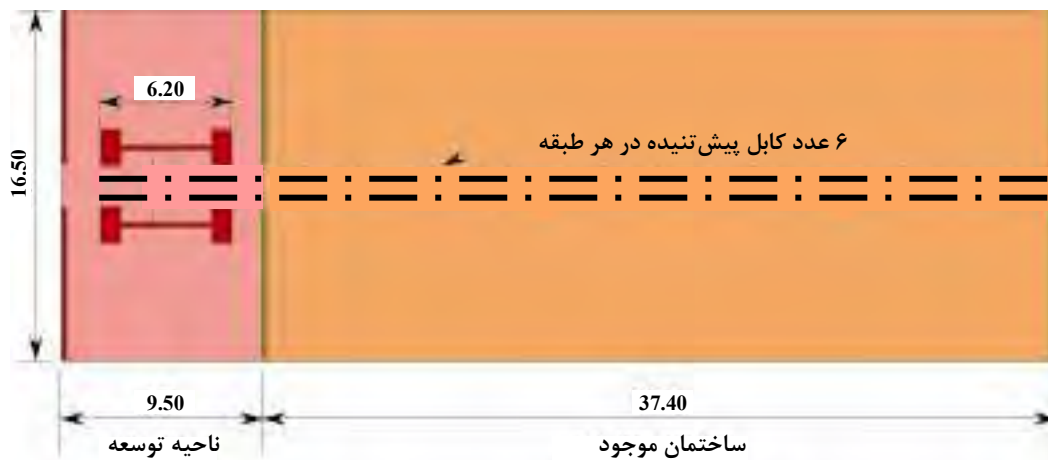 6.20
۶ عدد کابل پیش‌تنیده در هر طبقه
16.50
9.50
37.40
ناحیه توسعه
ساختمان موجود